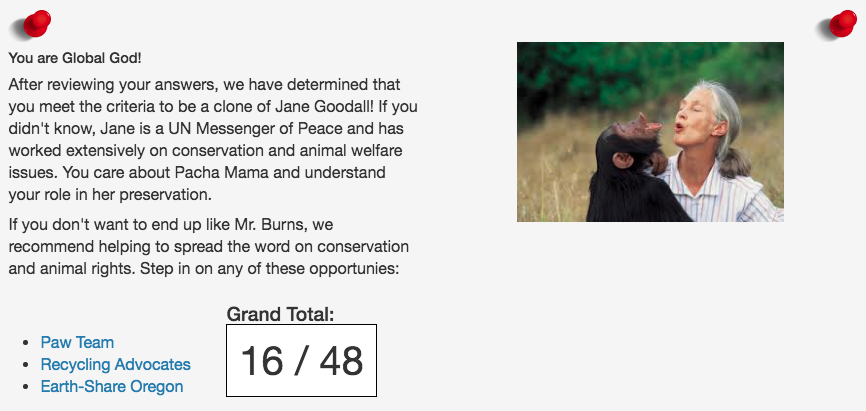 You are Global God!
After reviewing your answers, we have determined that
you meet the criteria to be a clone of Jane Goodall! If you
didn't know, Jane is a UN Messenger of Peace and has
worked extensively on conservation and animal welfare
issues. You care about Pacha Mama and understand
your role in her preservation.
If you don't want to end up like Mr. Burns, we
recommend helping to spread the word on conservation
and animal rights. Step in on any of these opportunies:
Paw Team
Recycling Advocates
Earth-Share Oregon
Grand Total:
16 / 48